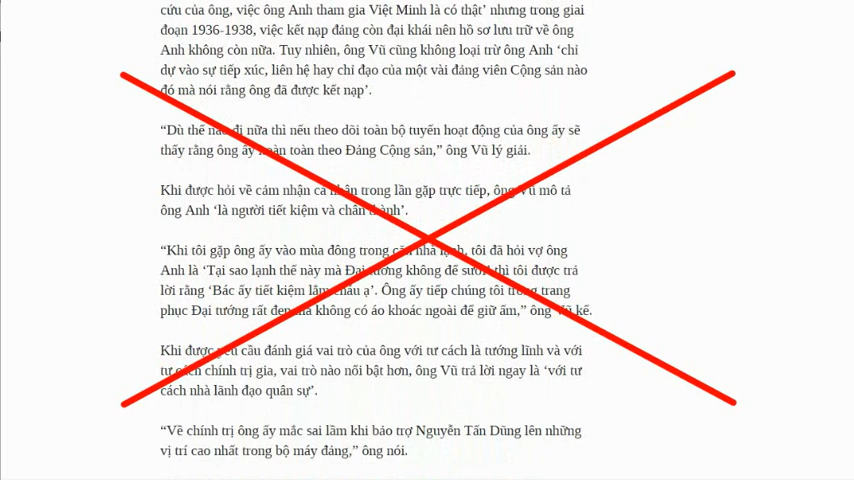 cứu của ông, việc ông Anh tham gia Việt Minh là có thật’ nhưng trong giai
đoạn 1936-1938, việc kết nạp đảng còn đại khái nên hồ sơ lưu trữ về ông
Anh không còn nữa. Tuy nhiên, ông Vũ cũng không loại trừ ông Anh ‘chỉ
dự vào sự tiếp xúc, liên hệ hay chỉ đạo của một vài đảng viên Cộng sản nào
đó mà nói rằng ông đã được kết nạp’.
“Dù thế nào đi nữa thì nếu theo dõi toàn bộ tuyến hoạt động của ông ấy sẽ
thấy rằng ông ấy hoàn toàn theo Đảng Cộng sản,” ông Vũ lý giải.
Khi được hỏi về cảm nhận cá nhân trong lần gặp trực tiếp, ông Vũ mô tả
ông Anh ‘là người tiết kiệm và chân thành’.
“Khi tôi gặp ông ấy vào mùa đông trong căn nhà lạnh, tôi đã hỏi vợ ông
Anh là ‘Tại sao lạnh thế này mà Đại tướng không để sưởi’ thì tôi được trả
lời rằng ‘Bác ấy tiết kiệm lắm cháu ạ’. Ông ấy tiếp chúng tôi trong trang
phục Đại tướng rất đẹp mà không có áo khoác ngoài để giữ ấm,” ông Vũ kể.
Khi được yêu cầu đánh giá vai trò của ông với tư cách là tướng lĩnh và với
tư cách chính trị gia, vai trò nào nổi bật hơn, ông Vũ trả lời ngay là ‘với tư
cách nhà lãnh đạo quân sự’.
“Về chính trị ông ấy mắc sai lầm khi bảo trợ Nguyễn Tấn Dũng lên những
vị trí cao nhất trong bộ máy đảng,” ông nói.